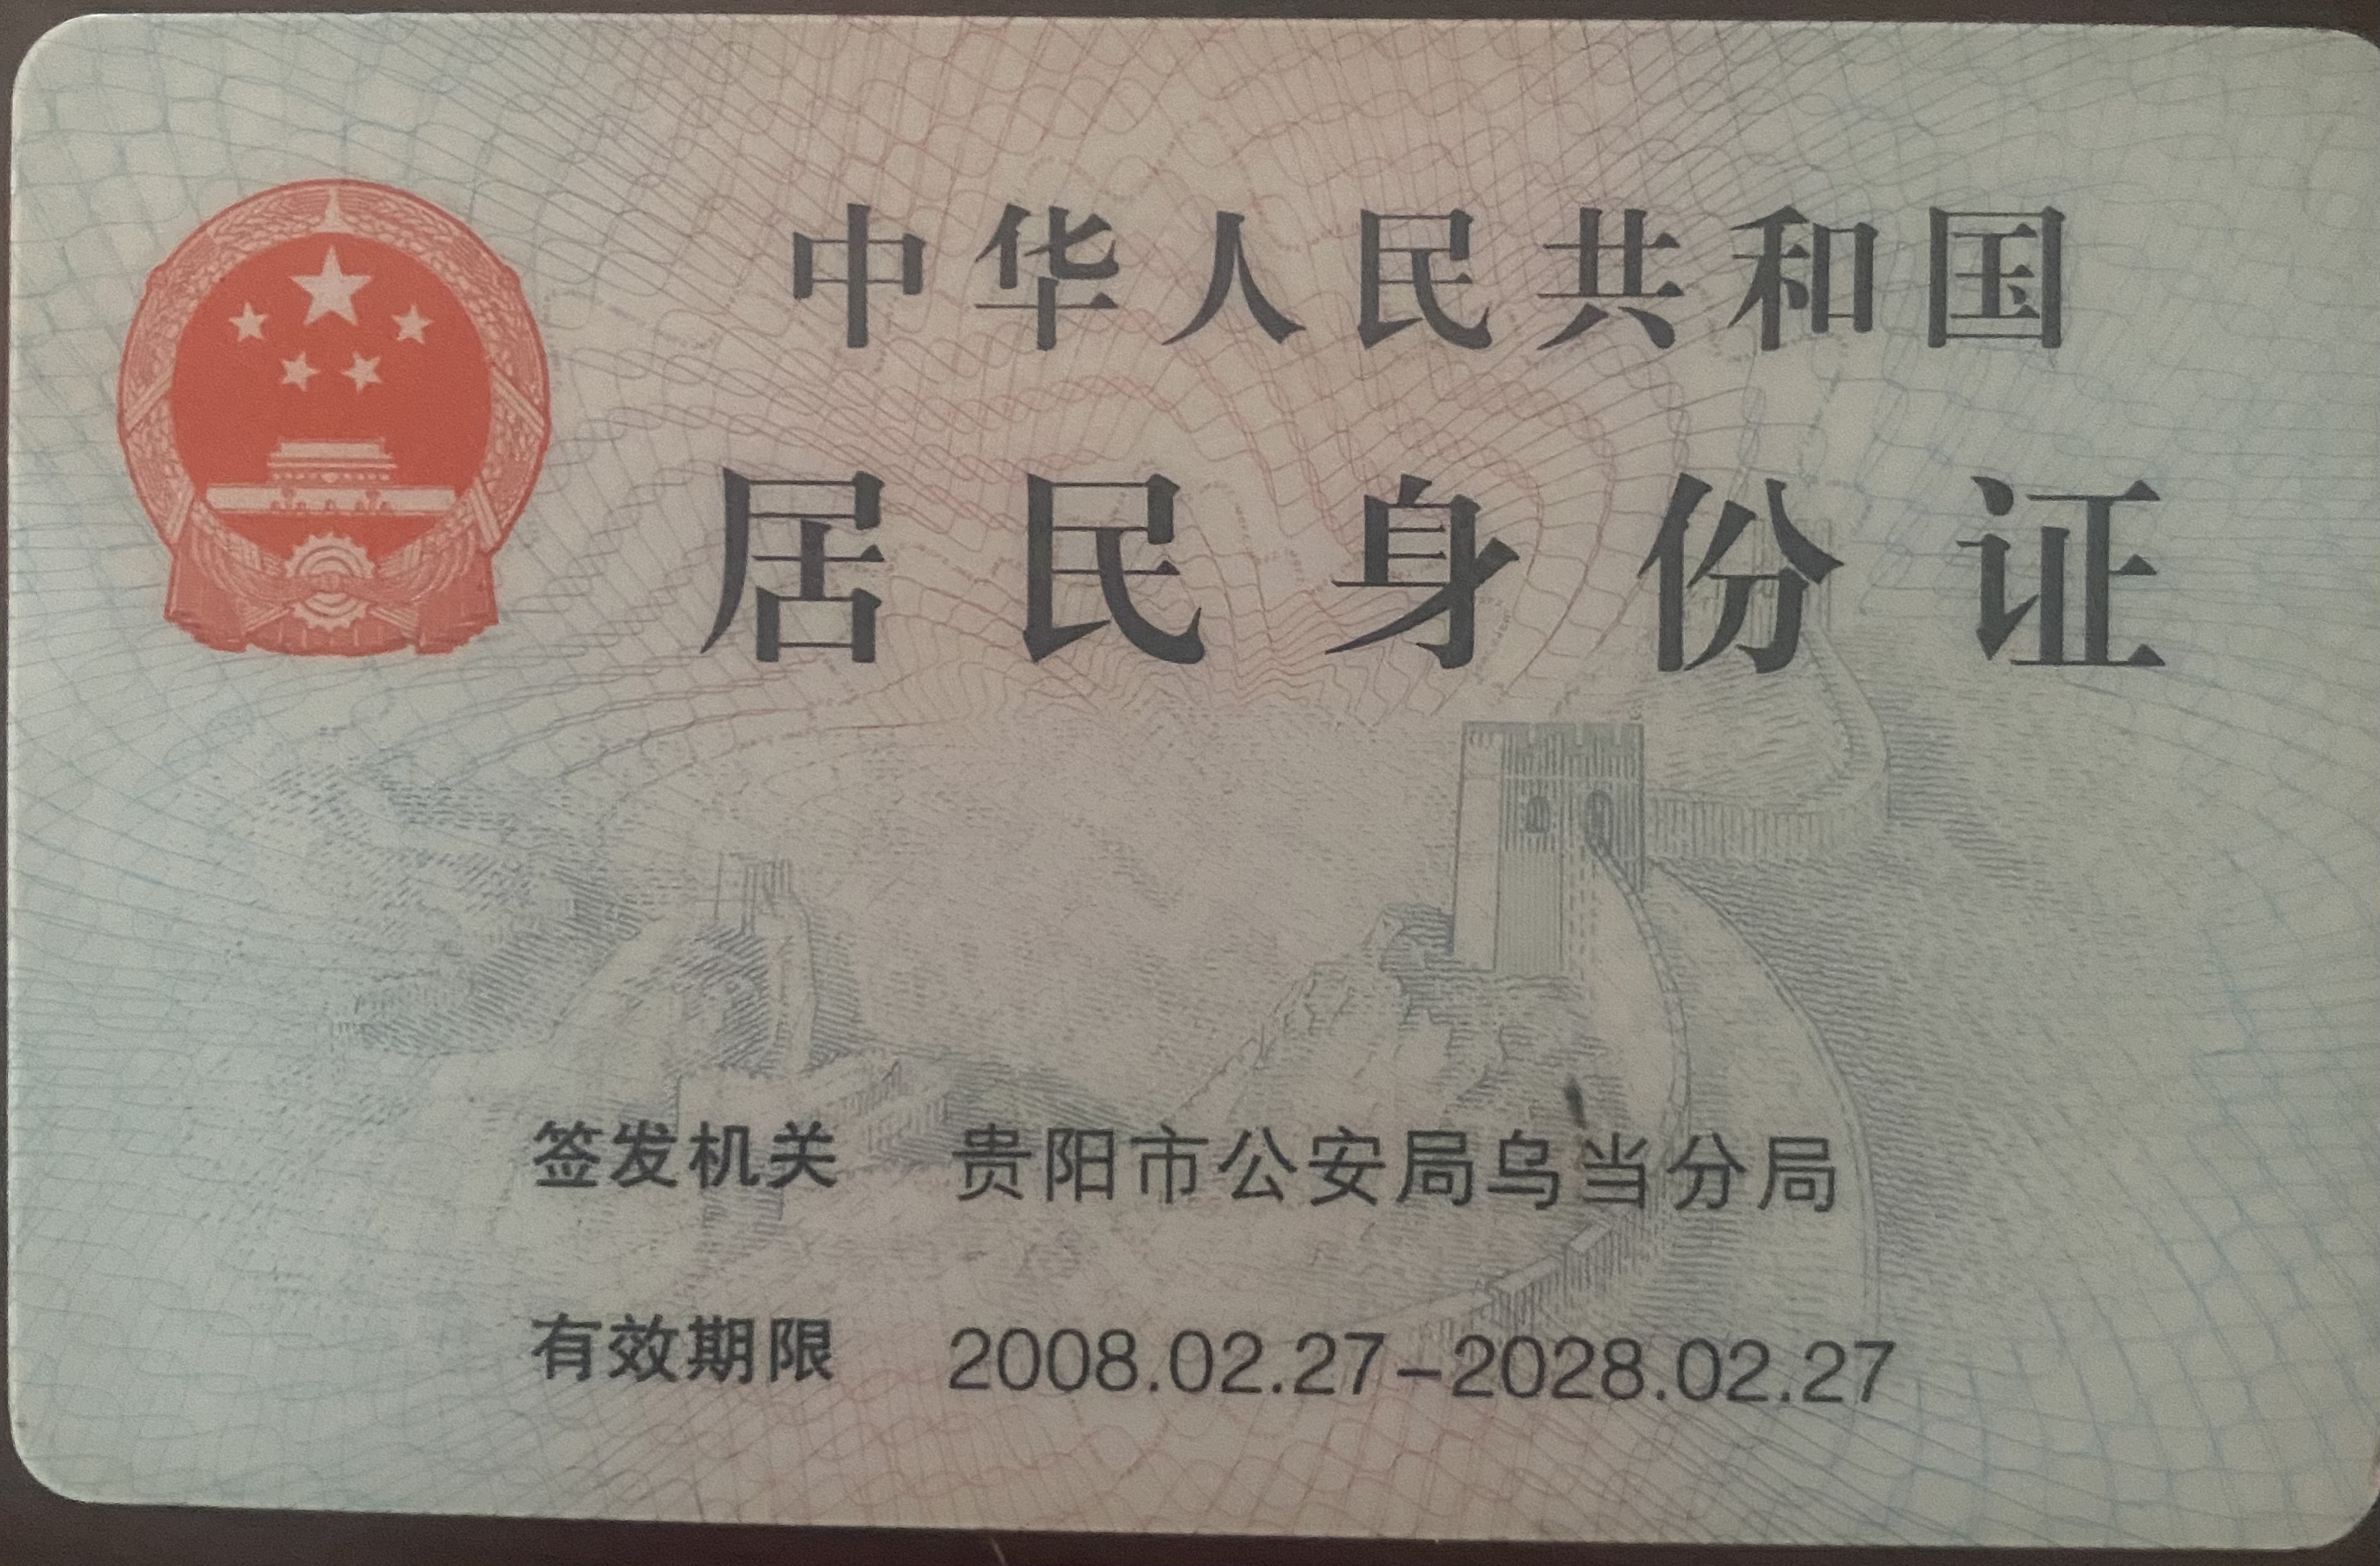 中华人民共和国
居民身份证
签发机关 贵阳市公安局乌当分局
有效期限 2008.02.27-2028.02.27